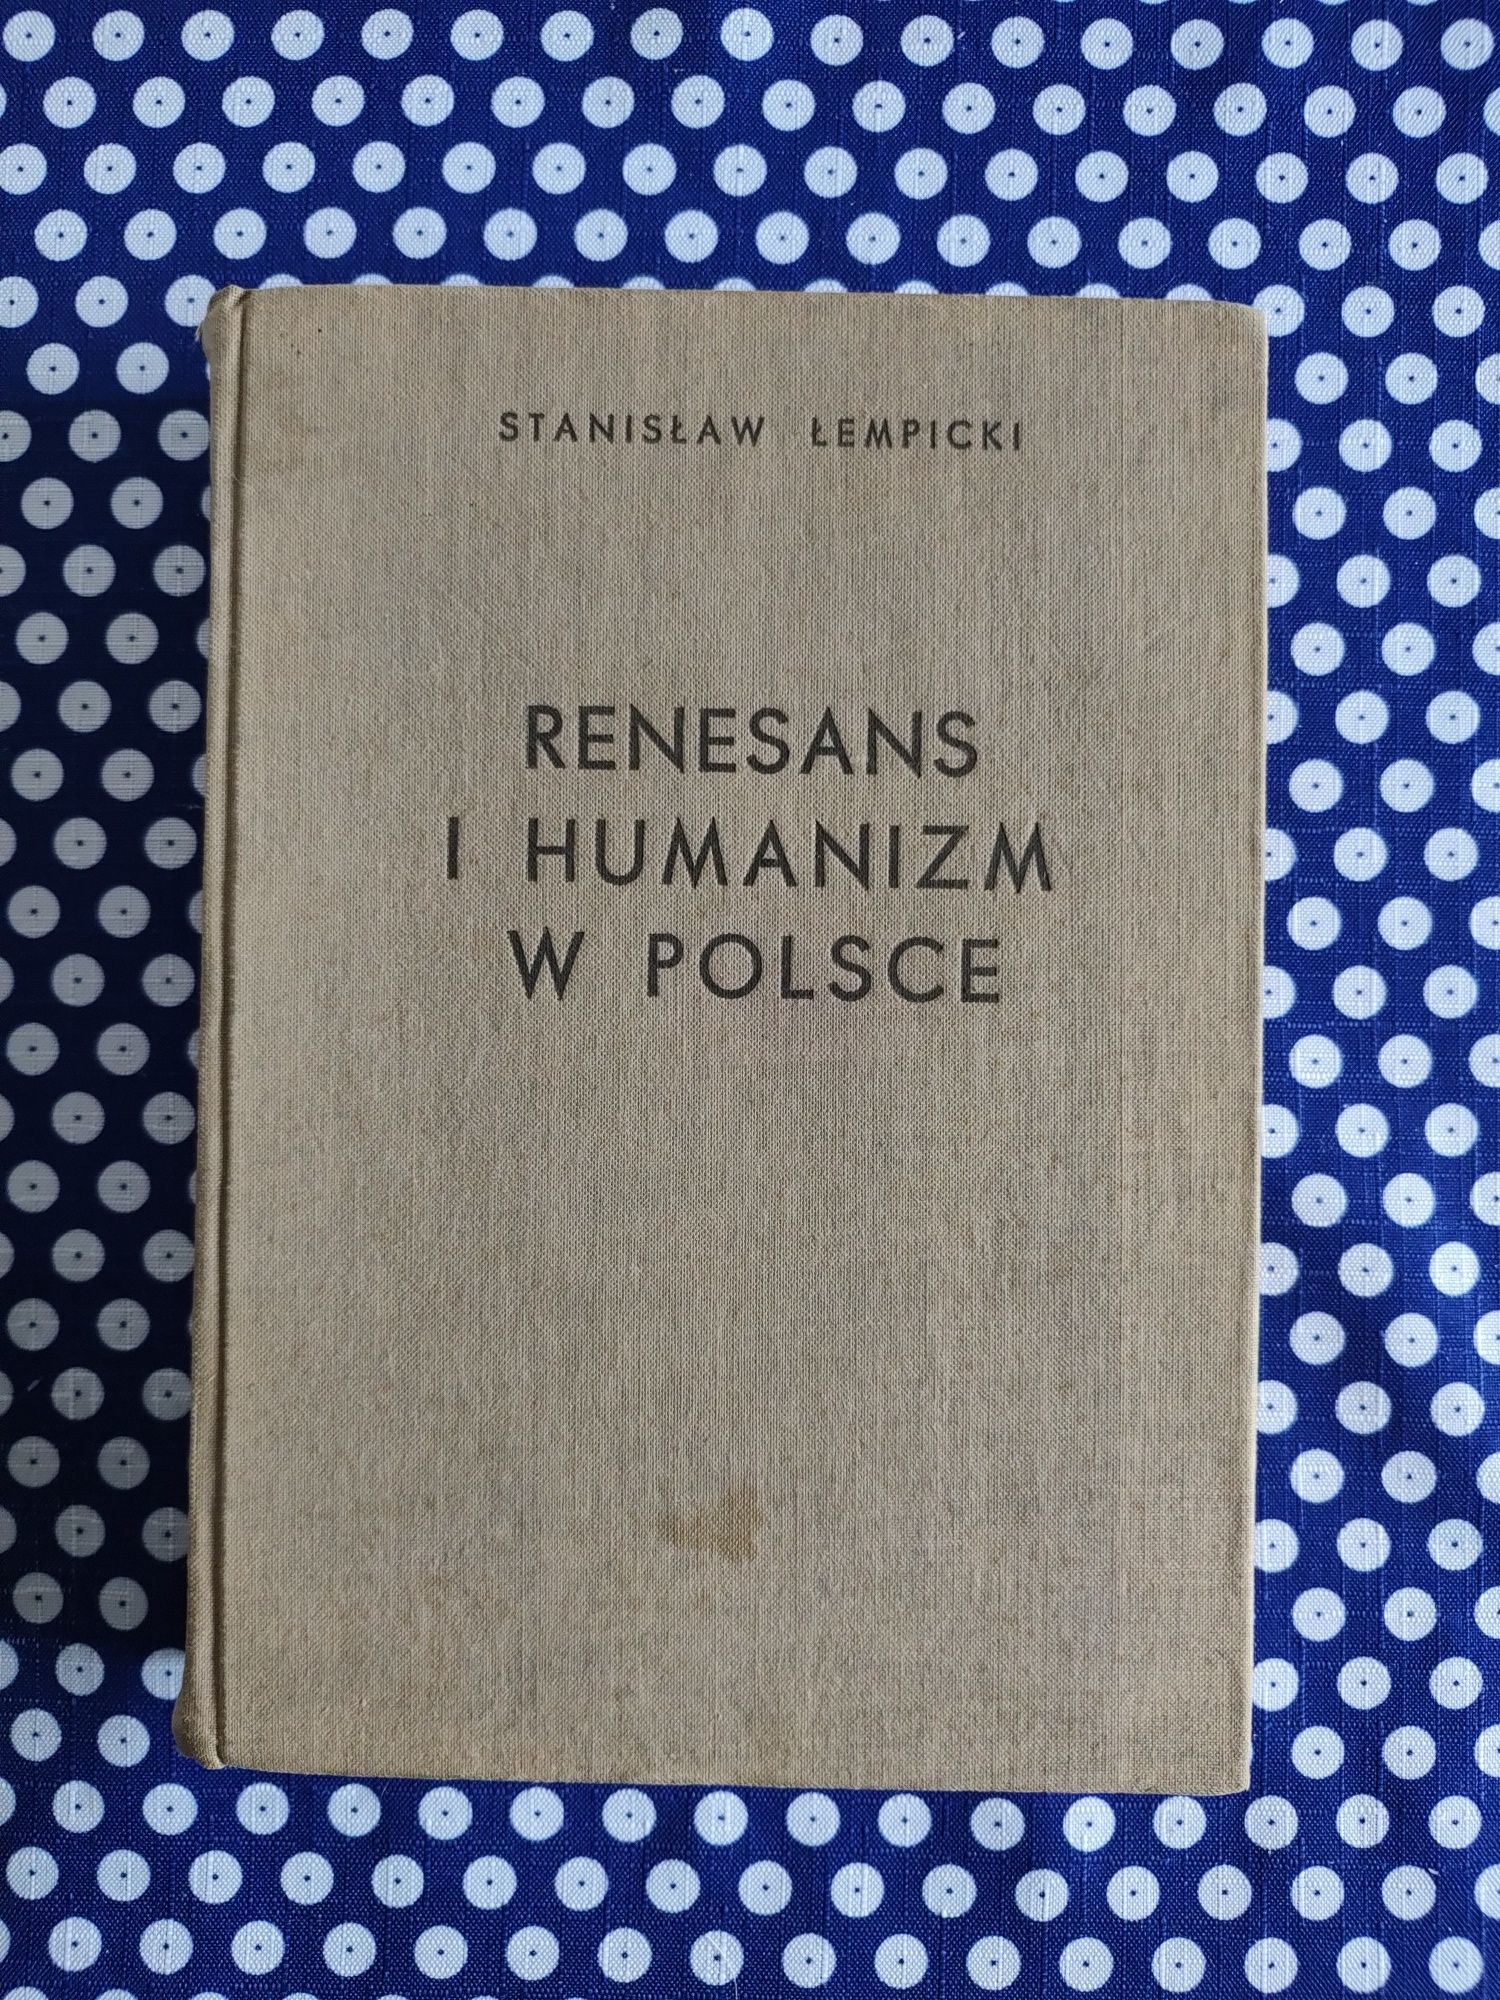 STANISŁAW ŁEMPICKI
RENESANS
I HUMANIZM
W POLSCE